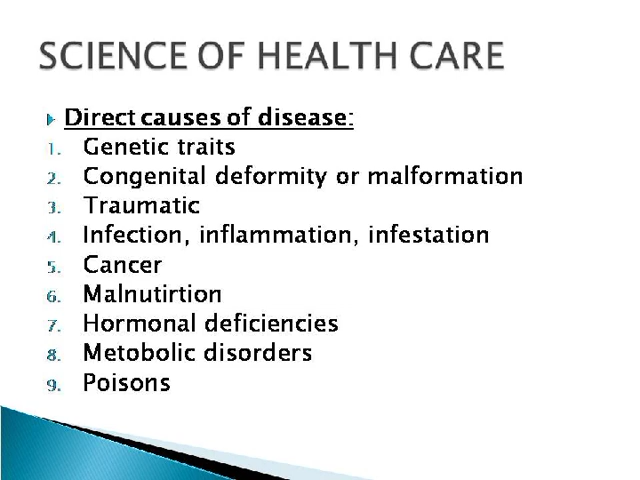 SCIENCE OF HEALTH CARE
Direct causes of disease:
1. Genetic traits
2. Congenital deformity or malformation
3. Traumatic
4. Infection, inflammation, infestation
5. Cancer
6. Malnutirtion
7. Hormonal deficiencies
8. Metobolic disorders
9. Poisons